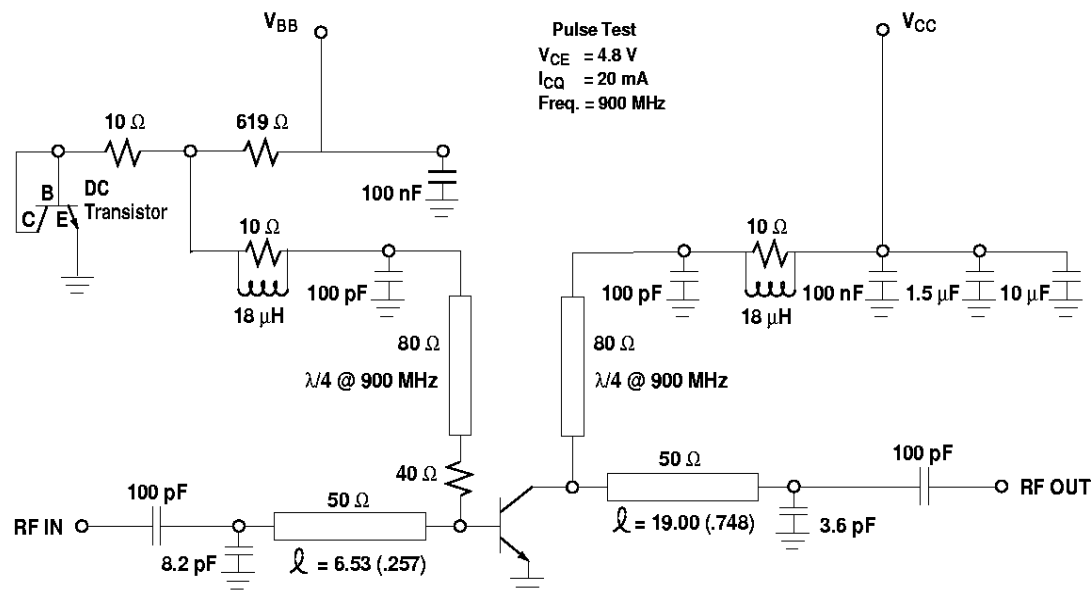 V_BB
V_CC
Pulse Test
V_CE = 4.8 V
I_CQ = 20 mA
Freq. = 900 MHz
10 Ω
619 Ω
B
C
E
DC
Transistor
100 nF
10 Ω
18 μH
100 pF
10 Ω
18 μH
100 pF
100 nF
1.5 μF
10 μF
80 Ω
λ/4 @ 900 MHz
80 Ω
λ/4 @ 900 MHz
40 Ω
100 pF
50 Ω
50 Ω
100 pF
RF IN
RF OUT
8.2 pF
ℓ = 6.53 (.257)
ℓ = 19.00 (.748)
3.6 pF